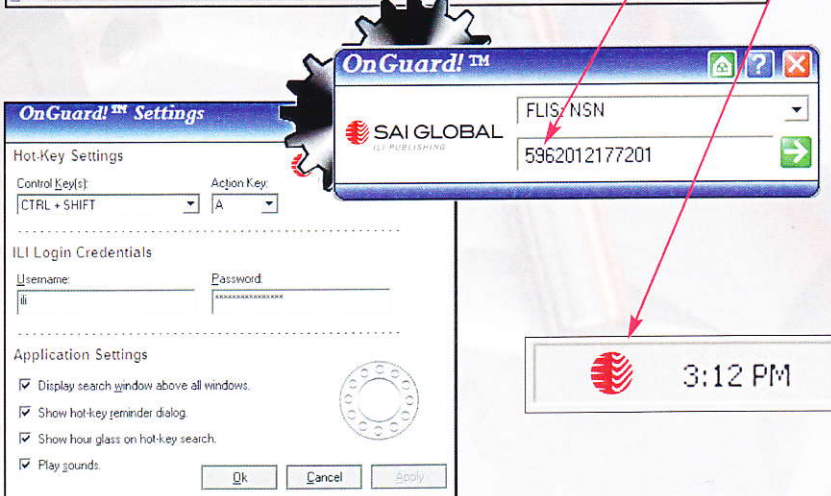 OnGuard! ™
FLIS: NSN
SAI GLOBAL
ILI PUBLISHING
5962012177201
OnGuard! ™ Settings
Hot-Key Settings
Control Key(s):
Action Key:
CTRL + SHIFT
A
ILI Login Credentials
Username:
Password:
ili
xxxxxxxxxxxxxxxx
Application Settings
Display search window above all windows.
Show hot-key reminder dialog.
Show hour glass on hot-key search.
Play sounds.
Ok
Cancel
Apply
3:12 PM